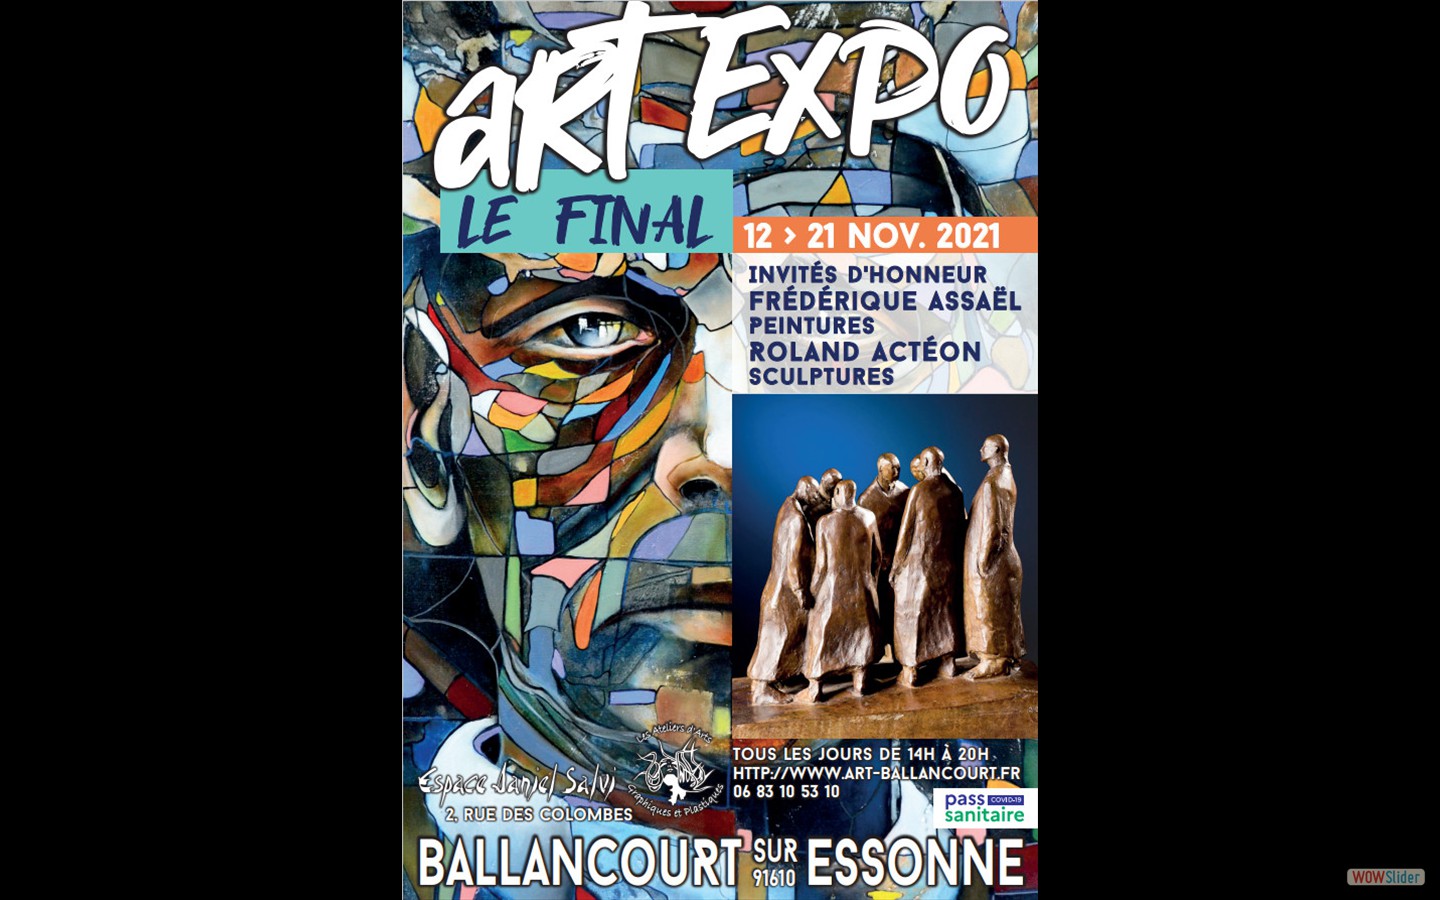 art Expo
LE FINAL
12 > 21 NOV. 2021
INVITÉS D'HONNEUR
FRÉDÉRIQUE ASSAËL
PEINTURES
ROLAND ACTÉON
SCULPTURES
Les Ateliers d'Arts
Graphiques et Plastiques
Espace Daniel Salvi
2, RUE DES COLOMBES
TOUS LES JOURS DE 14H À 20H
HTTP://WWW.ART-BALLANCOURT.FR
06 83 10 53 10
pass COVID-19
sanitaire
BALLANCOURT SUR ESSONNE
91610
WOWSlider